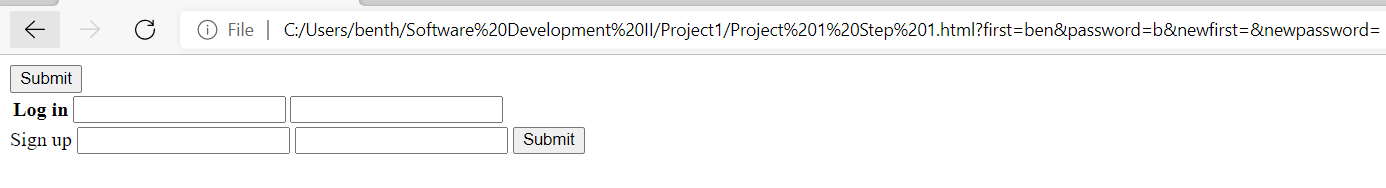 File | C:/Users/benth/Software%20Development%20II/Project1/Project%201%20Step%201.html?first=ben&password=b&newfirst=&newpassword=
Submit
Log in
Sign up Submit